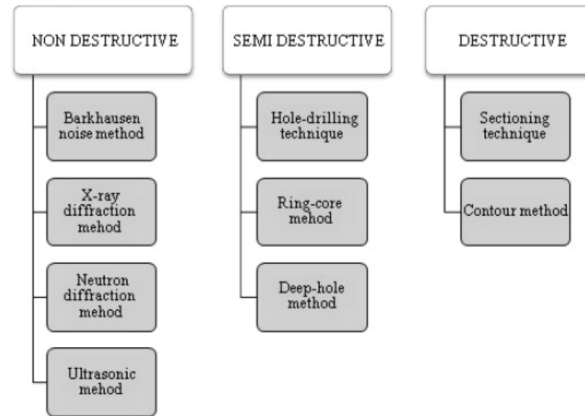 NON DESTRUCTIVE
Barkhausen
noise method
X-ray
diffraction mehod
Neutron
diffraction mehod
Ultrasonic
mehod
SEMI DESTRUCTIVE
Hole-drilling
technique
Ring-core
mehod
Deep-hole
method
DESTRUCTIVE
Sectioning
technique
Contour method